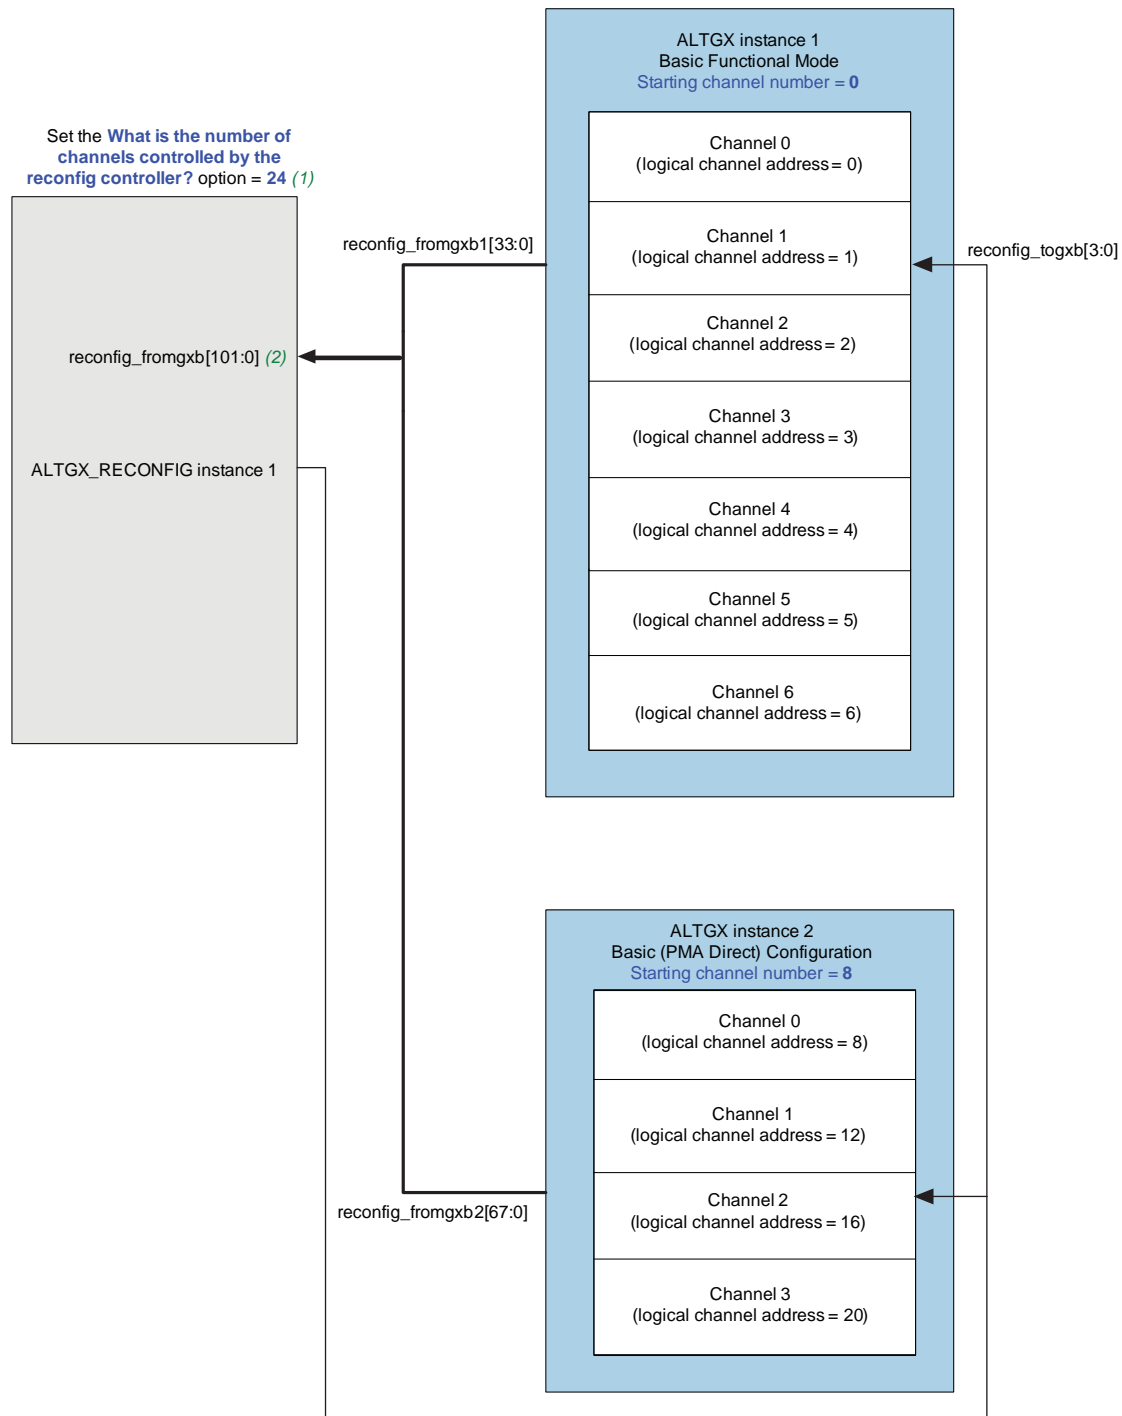 ALTGX instance 1
Basic Functional Mode
Starting channel number = 0
Set the What is the number of
channels controlled by the
reconfig controller? option = 24 (1)
reconfig_fromgxb[101:0] (2)
ALTGX_RECONFIG instance 1
reconfig_fromgxb1[33:0]
Channel 0
(logical channel address = 0)
Channel 1
(logical channel address = 1)
Channel 2
(logical channel address = 2)
Channel 3
(logical channel address = 3)
Channel 4
(logical channel address = 4)
Channel 5
(logical channel address = 5)
Channel 6
(logical channel address = 6)
reconfig_togxb[3:0]
ALTGX instance 2
Basic (PMA Direct) Configuration
Starting channel number = 8
Channel 0
(logical channel address = 8)
Channel 1
(logical channel address = 12)
Channel 2
(logical channel address = 16)
Channel 3
(logical channel address = 20)
reconfig_fromgxb2[67:0]